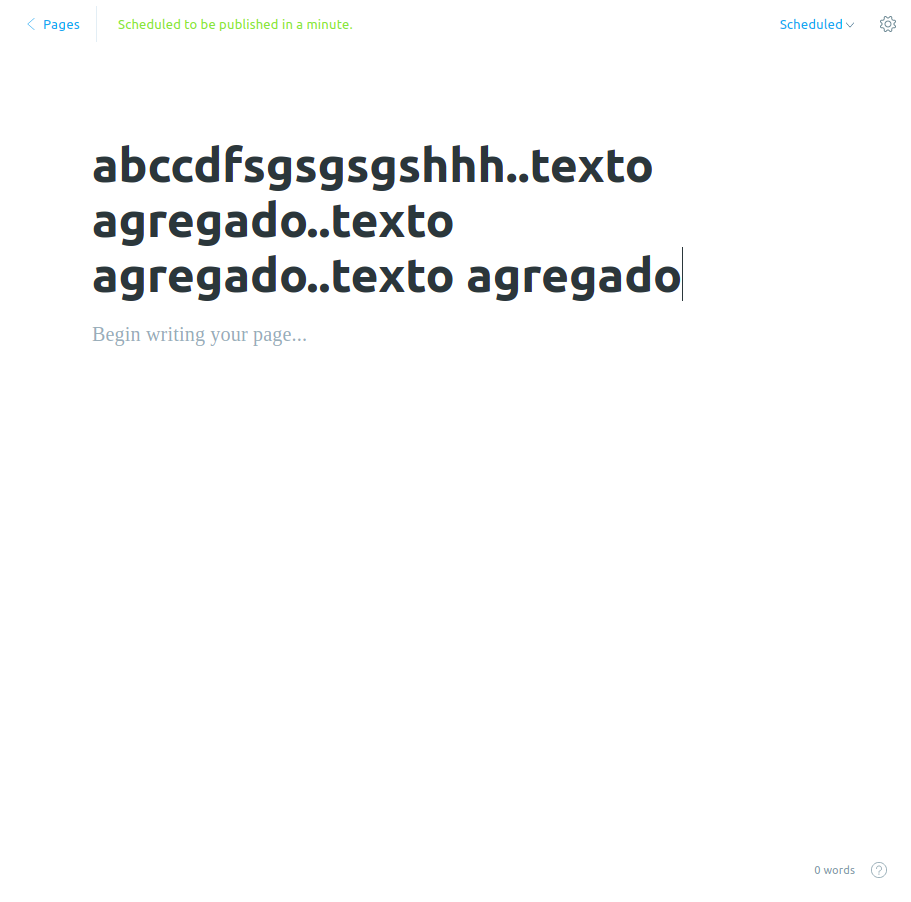 Pages
Scheduled to be published in a minute.
Scheduled
abccdfsgsgsgshhh..texto
agregado..texto
agregado..texto agregado
Begin writing your page...
0 words
?